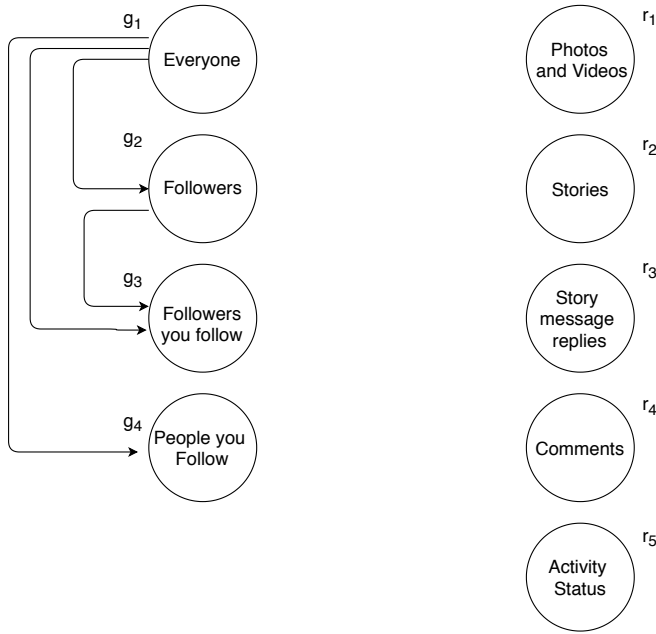 g1
Everyone
g2
Followers
g3
Followers
you follow
g4
People you
Follow
r1
Photos
and Videos
r2
Stories
r3
Story
message
replies
r4
Comments
r5
Activity
Status